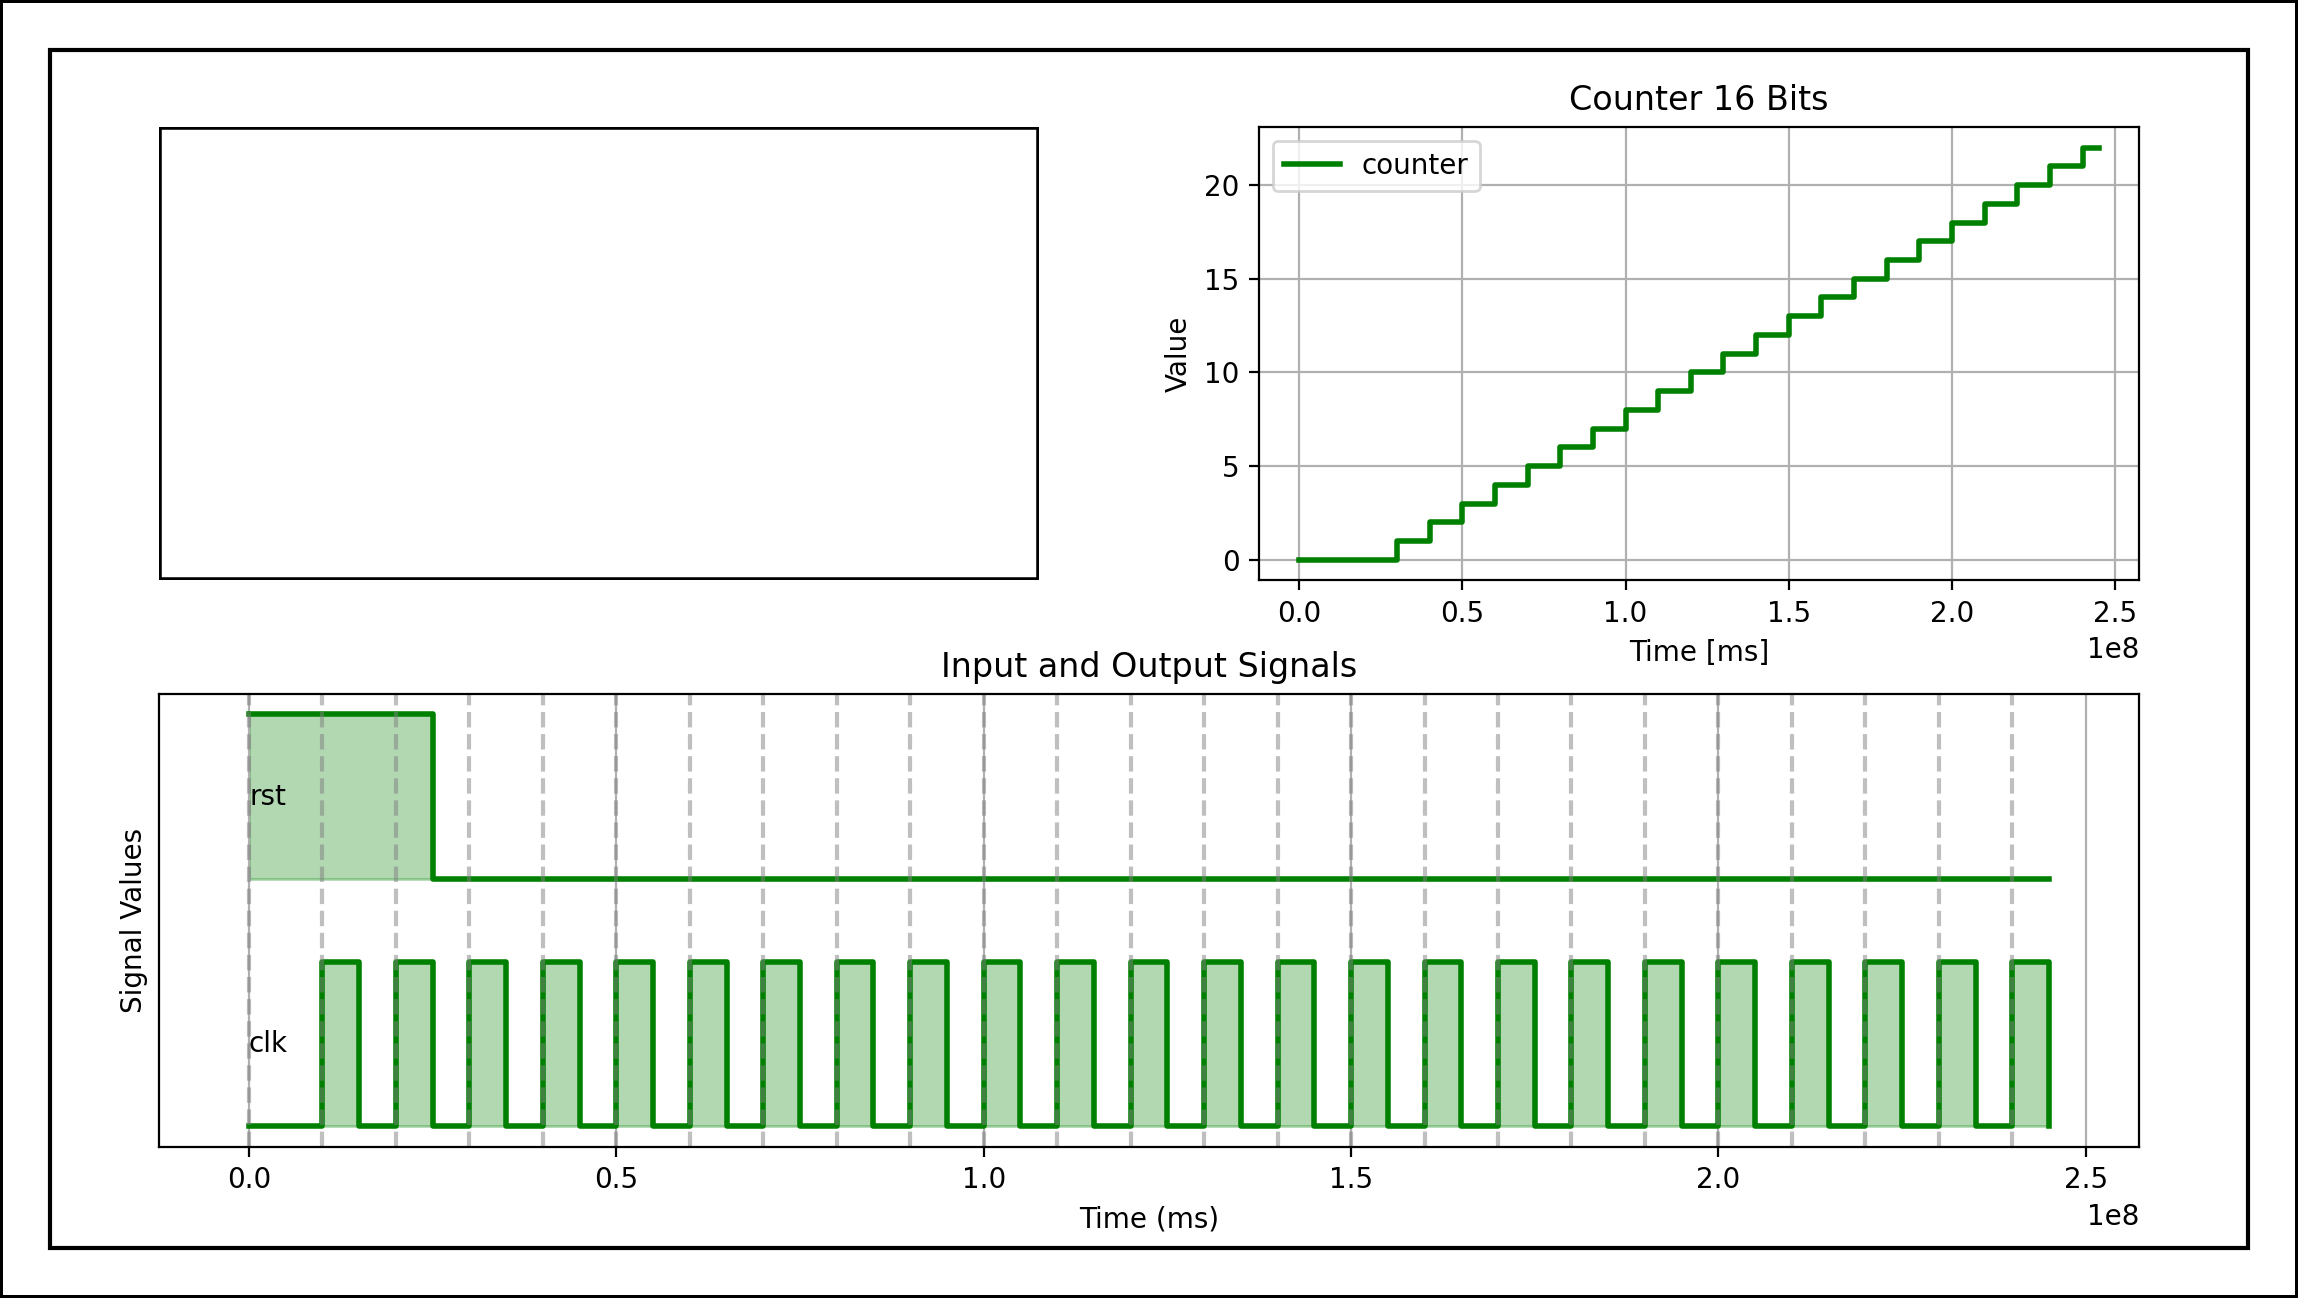 Counter 16 Bits
counter
Value
20
15
10
5
0
0.0 0.5 1.0 1.5 2.0 2.5
1e8
Time [ms]
Input and Output Signals
Signal Values
rst
clk
0.0 0.5 1.0 1.5 2.0 2.5
1e8
Time (ms)